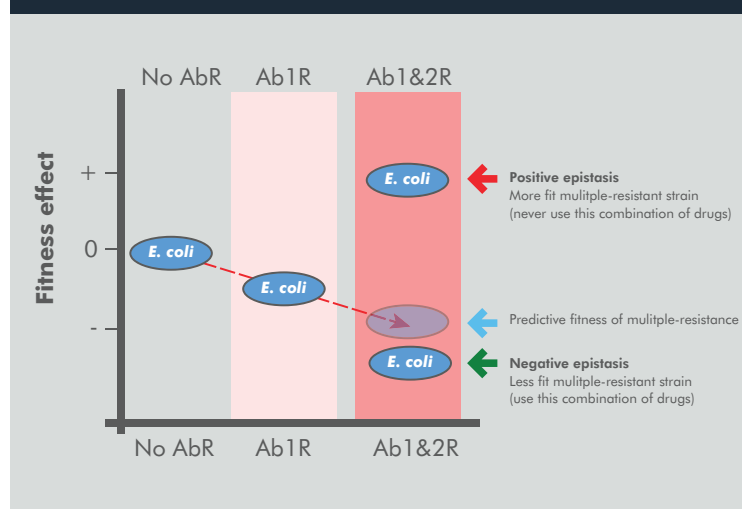 No AbR Ab1R Ab1&2R
Fitness effect
+
0
-
E. coli
Positive epistasis
More fit mulitple-resistant strain
(never use this combination of drugs)
E. coli
E. coli
Predictive fitness of mulitple-resistance
E. coli
Negative epistasis
Less fit mulitple-resistant strain
(use this combination of drugs)
No AbR Ab1R Ab1&2R